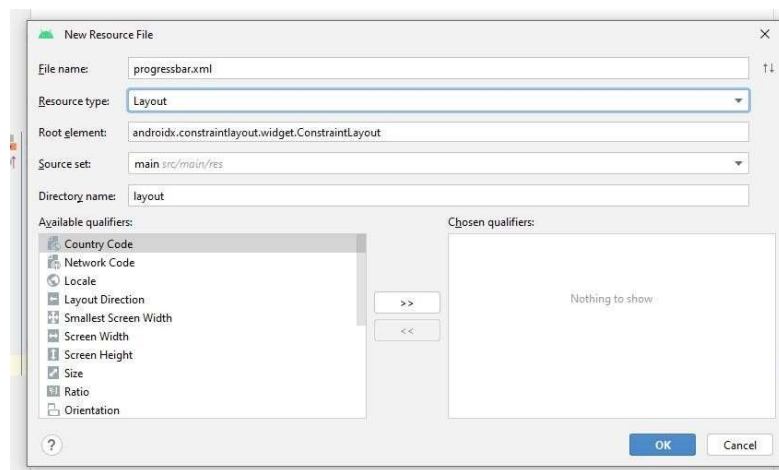 New Resource File
File name: progressbar.xml
Resource type: Layout
Root element: androidx.constraintlayout.widget.ConstraintLayout
Source set: main src/main/res
Directory name: layout
Available qualifiers:
Chosen qualifiers:
Country Code
Network Code
Locale
Layout Direction
Smallest Screen Width
Screen Width
Screen Height
Size
Ratio
Orientation
>>
<<
Nothing to show
?
OK
Cancel